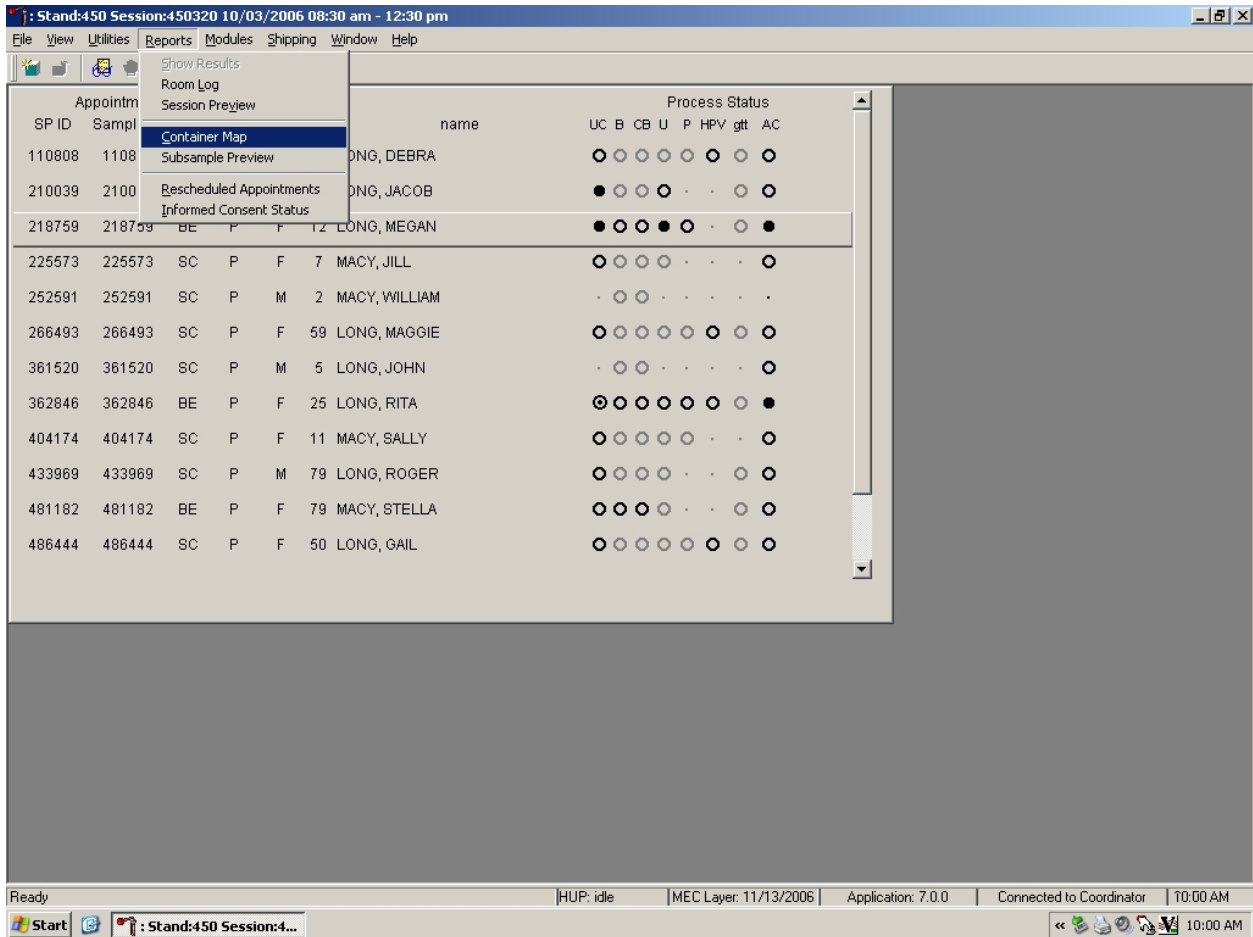 : Stand:450 Session:450320 10/03/2006 08:30 am - 12:30 pm
File View Utilities Reports Modules Shipping Window Help
Show Results
Room Log
Session Preview
Container Map
Subsample Preview
Rescheduled Appointments
Informed Consent Status
Appointm Process Status
SP ID Sampl name UC B CB U P HPV gtt AC
110808 1108 ONG, DEBRA
210039 2100 ONG, JACOB
218759 218759 BE P F 12 LONG, MEGAN
225573 225573 SC P F 7 MACY, JILL
252591 252591 SC P M 2 MACY, WILLIAM
266493 266493 SC P F 59 LONG, MAGGIE
361520 361520 SC P M 5 LONG, JOHN
362846 362846 BE P F 25 LONG, RITA
404174 404174 SC P F 11 MACY, SALLY
433969 433969 SC P M 79 LONG, ROGER
481182 481182 BE P F 79 MACY, STELLA
486444 486444 SC P F 50 LONG, GAIL
Ready HUP: idle MEC Layer: 11/13/2006 Application: 7.0.0 Connected to Coordinator 10:00 AM
Start : Stand:450 Session:4... « 10:00 AM